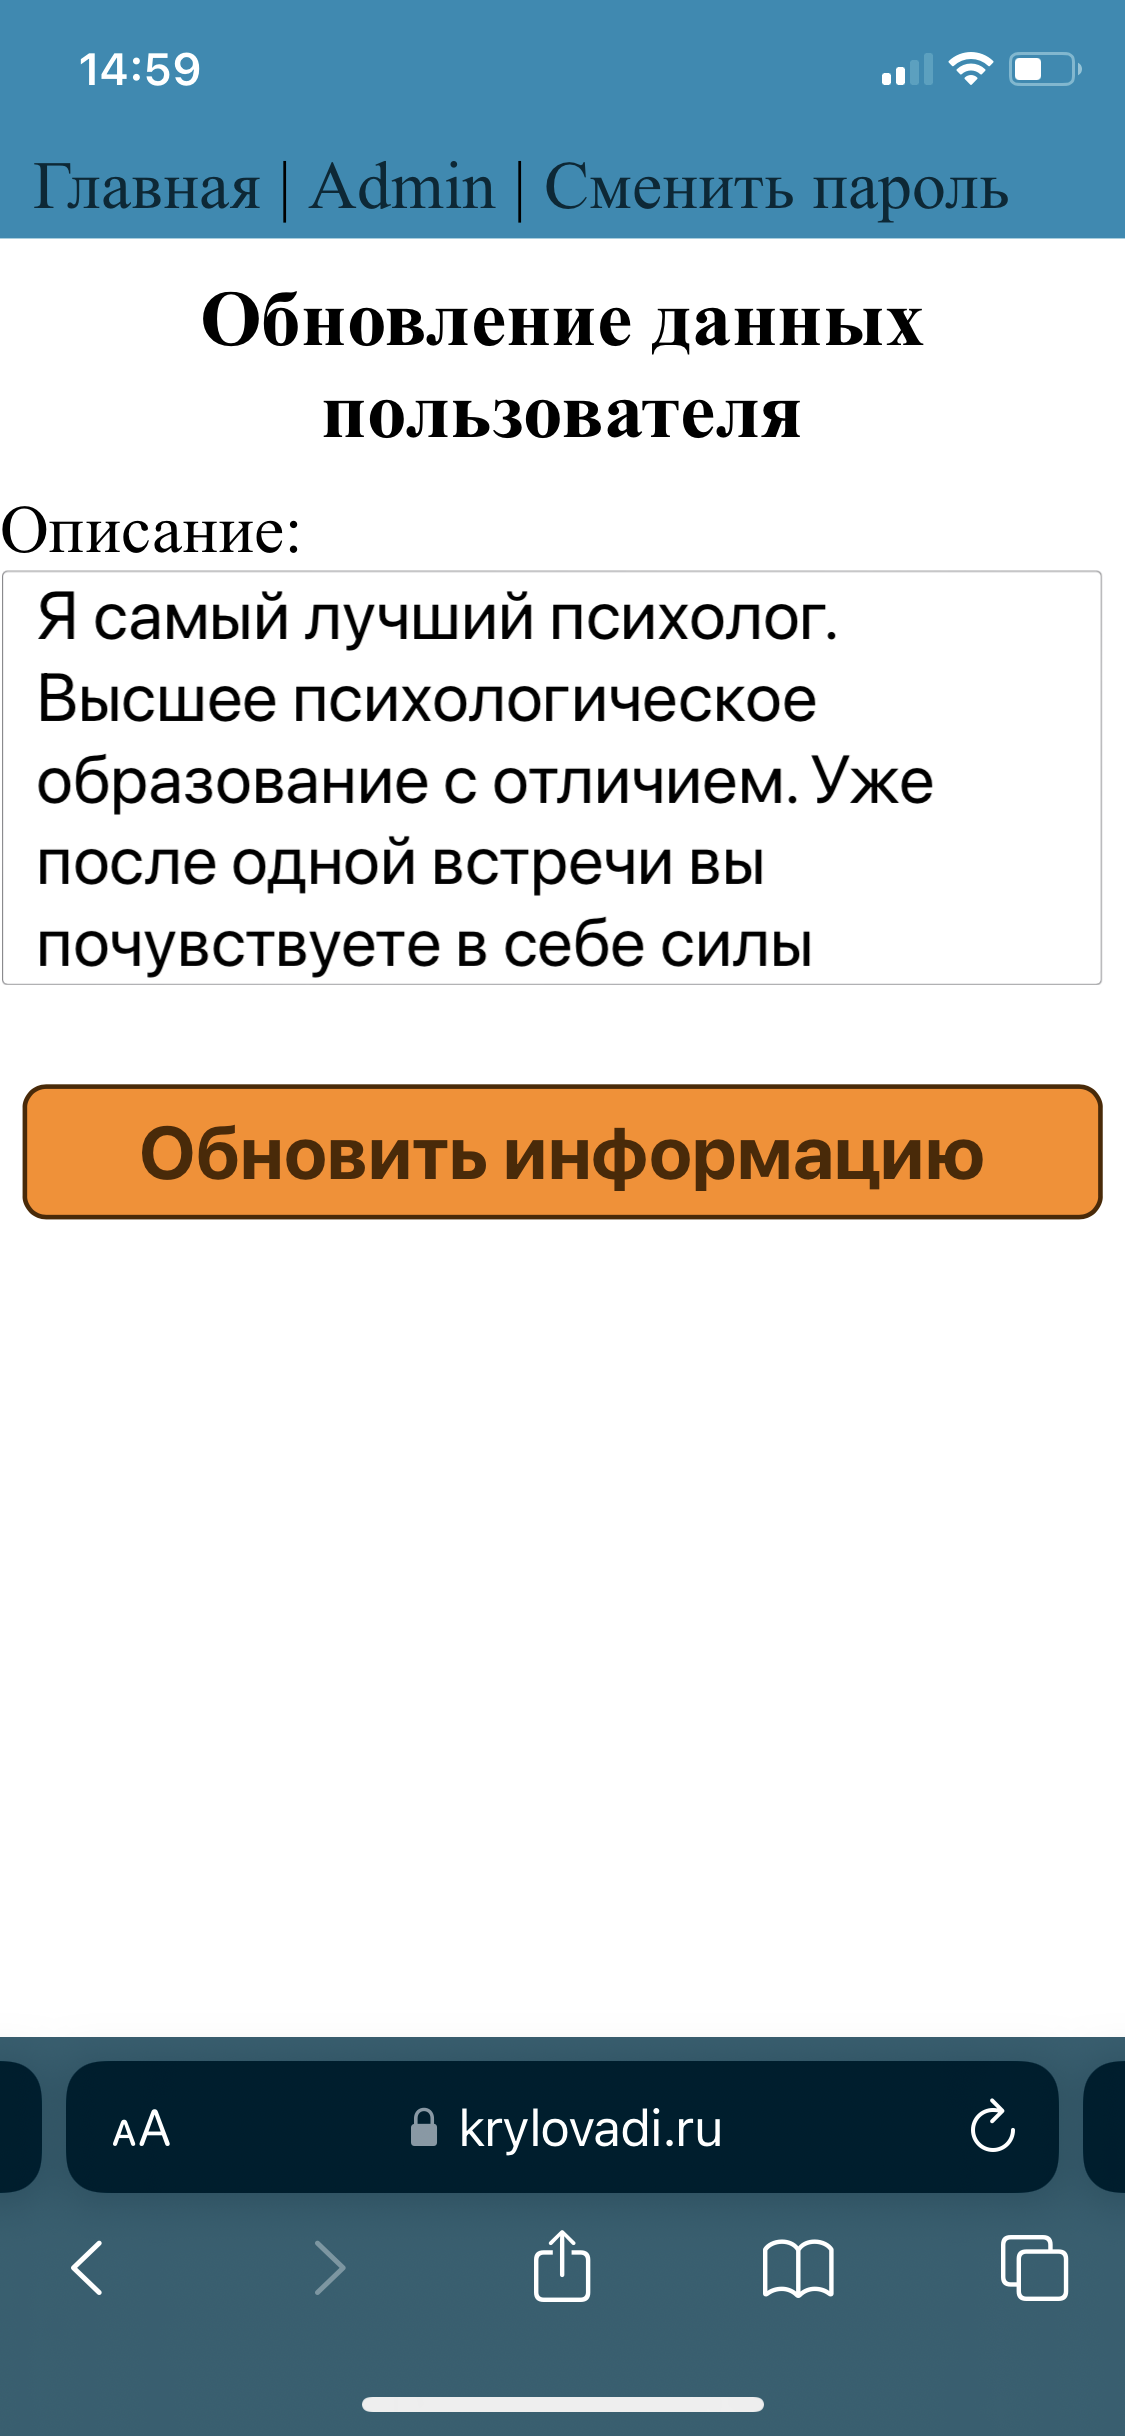 14:59
Главная | Admin | Сменить пароль
Обновление данных
пользователя
Описание:
Я самый лучший психолог.
Высшее психологическое
образование с отличием. Уже
после одной встречи вы
почувствуете в себе силы
Обновить информацию
AA krylovadi.ru